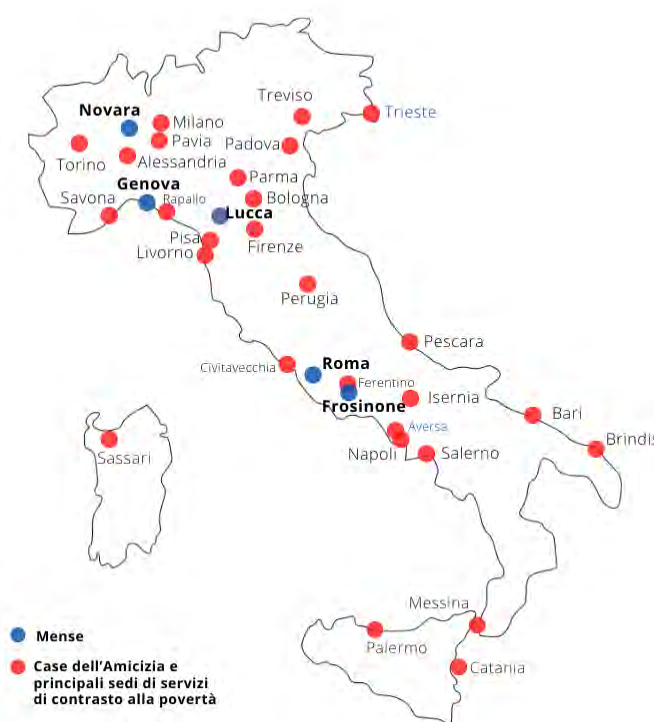 Treviso
Novara
Trieste
Milano
Pavia
Padova
Torino
Alessandria
Parma
Genova
Savona
Rapallo
Bologna
Lucca
Pisa
Firenze
Livorno
Perugia
Pescara
Civitavecchia
Roma
Ferentino
Frosinone
Isernia
Bari
Aversa
Brindis
Napoli
Salerno
Sassari
Messina
Palermo
Catania
Mense
Case dell'Amicizia e
principali sedi di servizi
di contrasto alla povertà